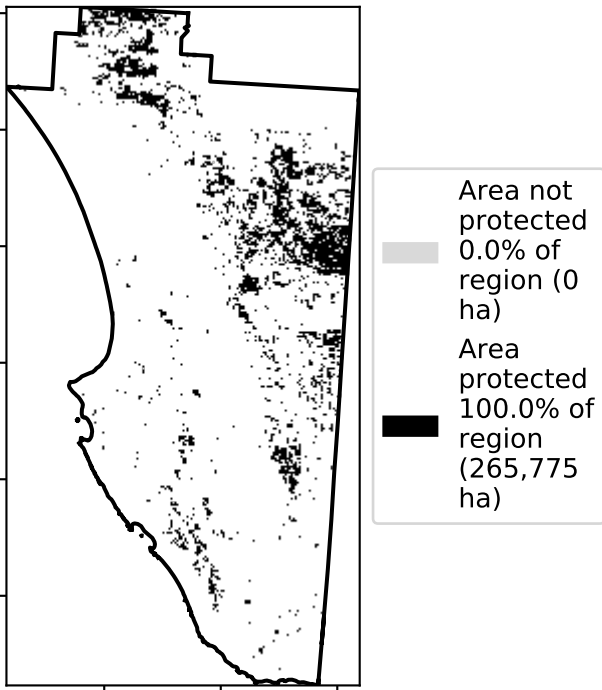 Area not
protected
0.0% of
region (0
ha)
Area
protected
100.0% of
region
(265,775
ha)